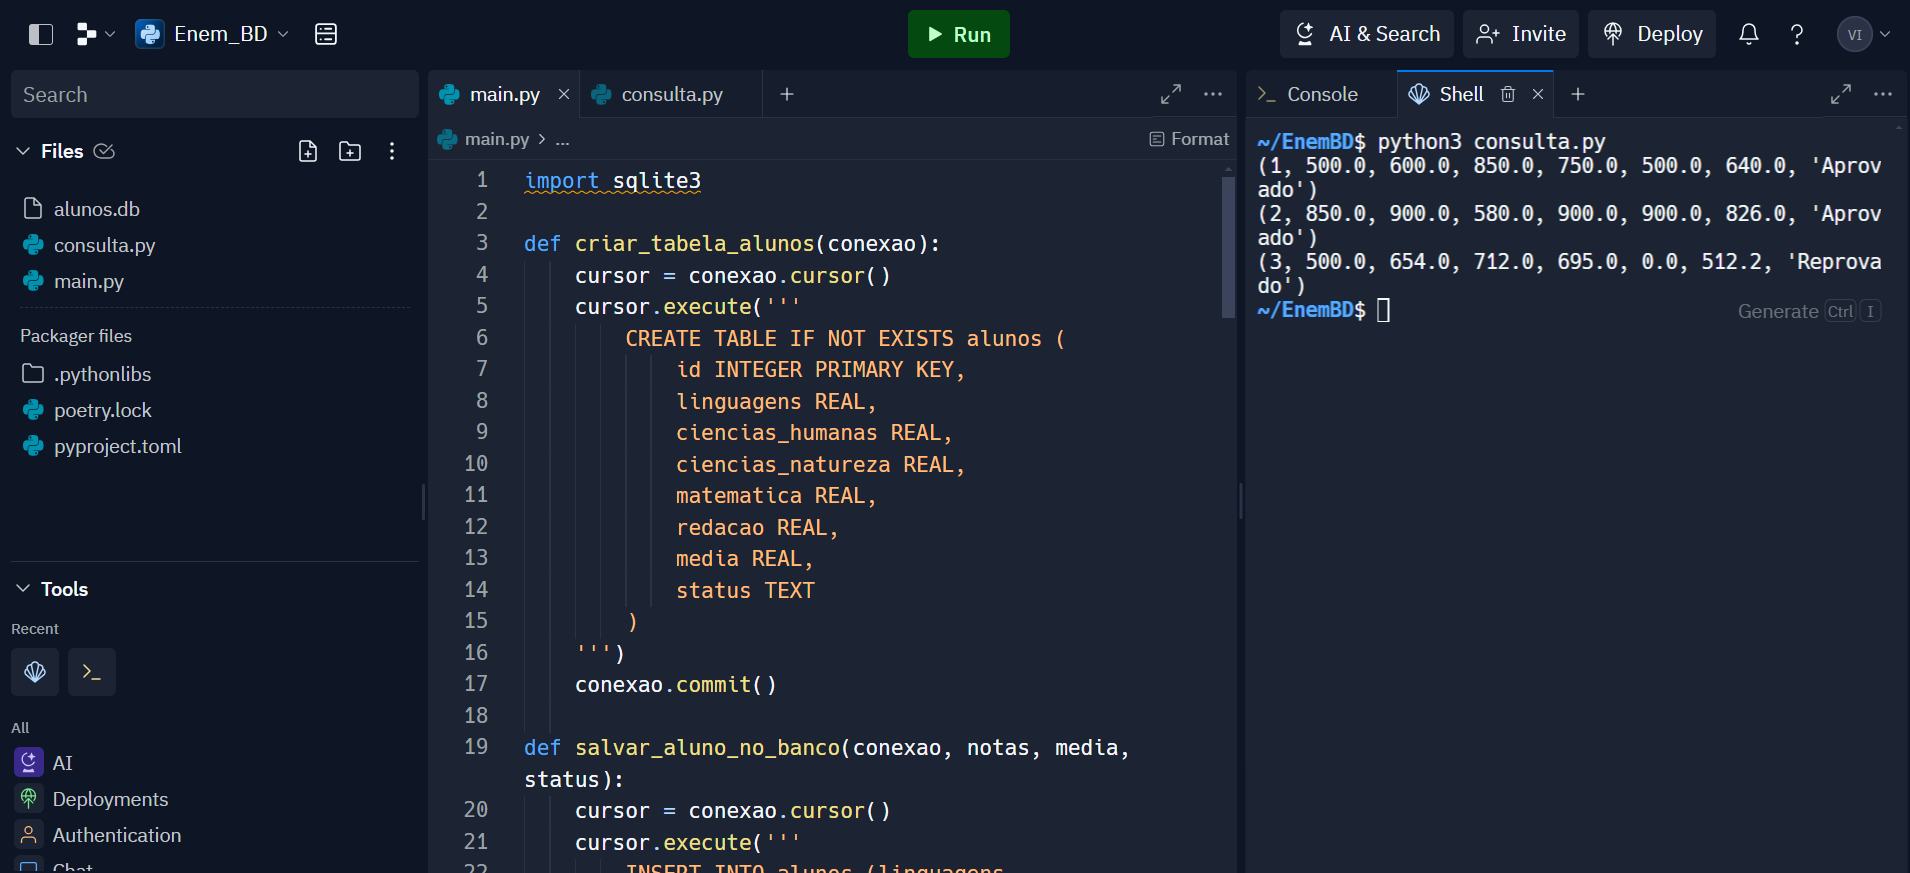 Enem_BD
Run
AI & Search
Invite
Deploy
?
VI
Search
Files
alunos.db
consulta.py
main.py
Packager files
.pythonlibs
poetry.lock
pyproject.toml
Tools
Recent
All
AI
Deployments
Authentication
Chat
main.py
consulta.py
main.py > ...
Format
1 import sqlite3
2
3 def criar_tabela_alunos(conexao):
4 cursor = conexao.cursor()
5 cursor.execute('''
6 CREATE TABLE IF NOT EXISTS alunos (
7 id INTEGER PRIMARY KEY,
8 linguagens REAL,
9 ciencias_humanas REAL,
10 ciencias_natureza REAL,
11 matematica REAL,
12 redacao REAL,
13 media REAL,
14 status TEXT
15 )
16 ''')
17 conexao.commit()
18
19 def salvar_aluno_no_banco(conexao, notas, media,
status):
20 cursor = conexao.cursor()
21 cursor.execute('''
22 INSERT INTO alunos (linguagens,
Console
Shell
~/EnemBD$ python3 consulta.py
(1, 500.0, 600.0, 850.0, 750.0, 500.0, 640.0, 'Aprov
ado')
(2, 850.0, 900.0, 580.0, 900.0, 900.0, 826.0, 'Aprov
ado')
(3, 500.0, 654.0, 712.0, 695.0, 0.0, 512.2, 'Reprova
do')
~/EnemBD$
Generate Ctrl I